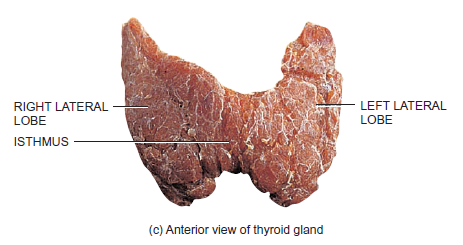 RIGHT LATERAL
LOBE
ISTHMUS
LEFT LATERAL
LOBE
(c) Anterior view of thyroid gland